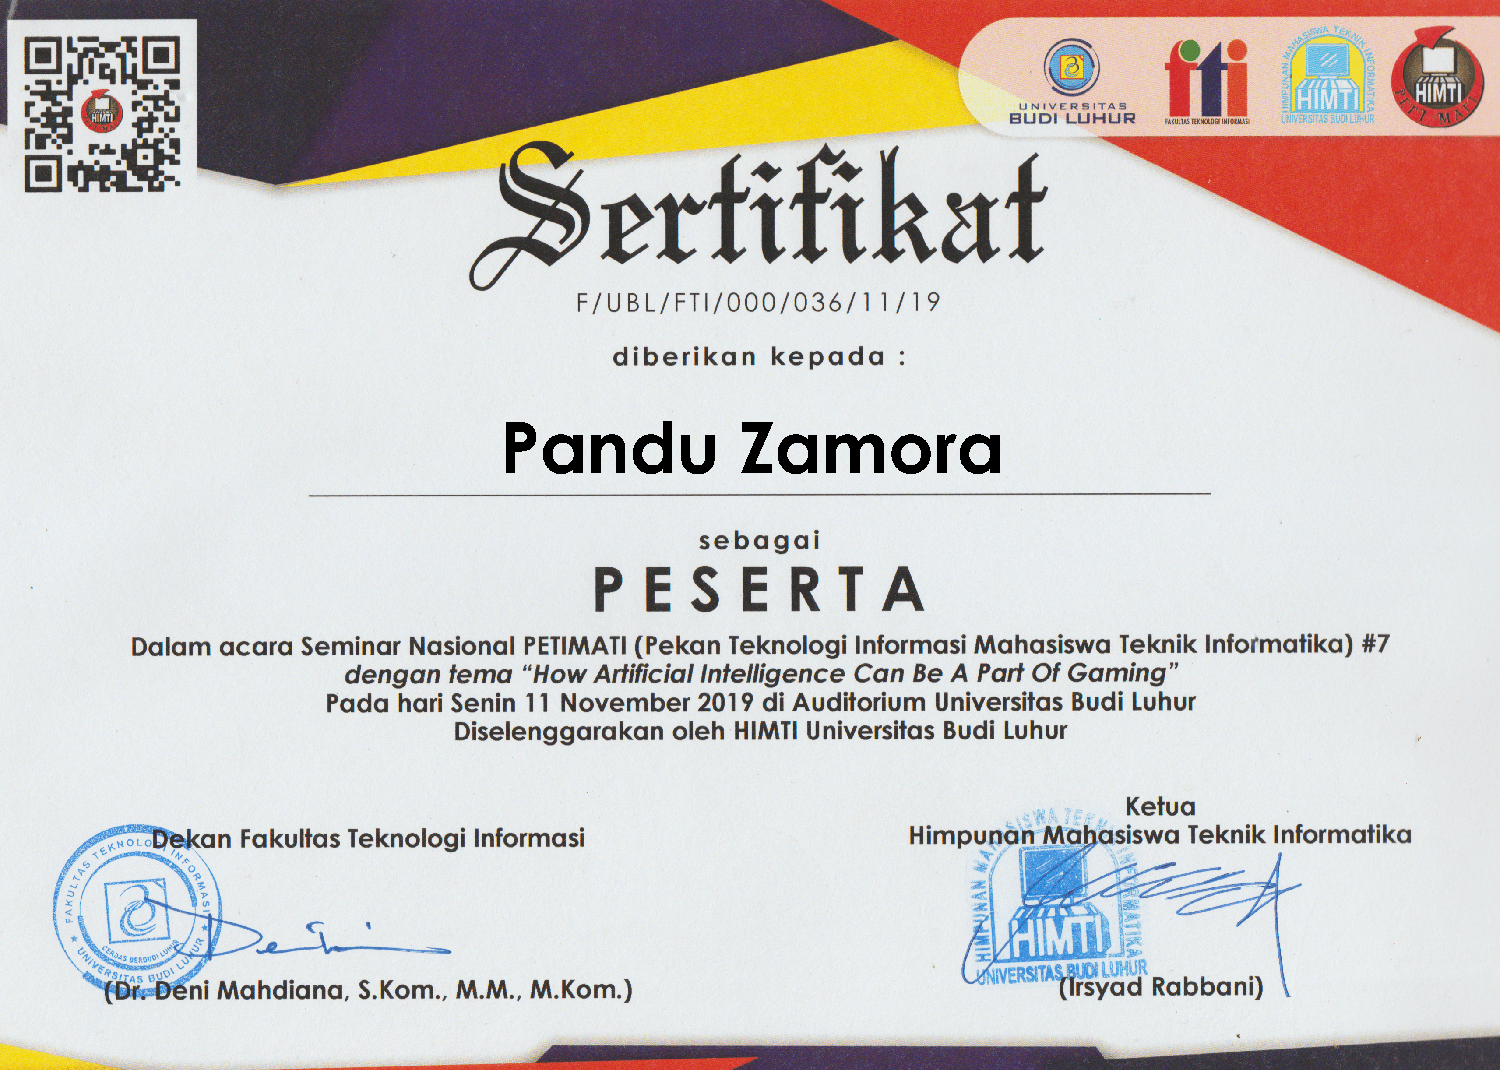 UNIVERSITAS
BUDI LUHUR
fti
FAKULTAS TEKNOLOGI INFORMASI
HIMPUNAN MAHASISWA TEKNIK INFORMATIKA
HIMTI
UNIVERSITAS BUDI LUHUR
HIMTI
PETI MATI
HIMTI
Sertifikat
F/UBL/FTI/000/036/11/19
diberikan kepada :
Pandu Zamora
sebagai
PESERTA
Dalam acara Seminar Nasional PETIMATI (Pekan Teknologi Informasi Mahasiswa Teknik Informatika) #7
dengan tema “How Artificial Intelligence Can Be A Part Of Gaming”
Pada hari Senin 11 November 2019 di Auditorium Universitas Budi Luhur
Diselenggarakan oleh HIMTI Universitas Budi Luhur
Dekan Fakultas Teknologi Informasi
FAKULTAS TEKNOLOGI INFORMASI
CERDAS BERBUDI LUHUR
UNIVERSITAS BUDI LUHUR
(Dr. Deni Mahdiana, S.Kom., M.M., M.Kom.)
Ketua
Himpunan Mahasiswa Teknik Informatika
HIMPUNAN MAHASISWA TEKNIK INFORMATIKA
HIMTI
UNIVERSITAS BUDI LUHUR
(Irsyad Rabbani)